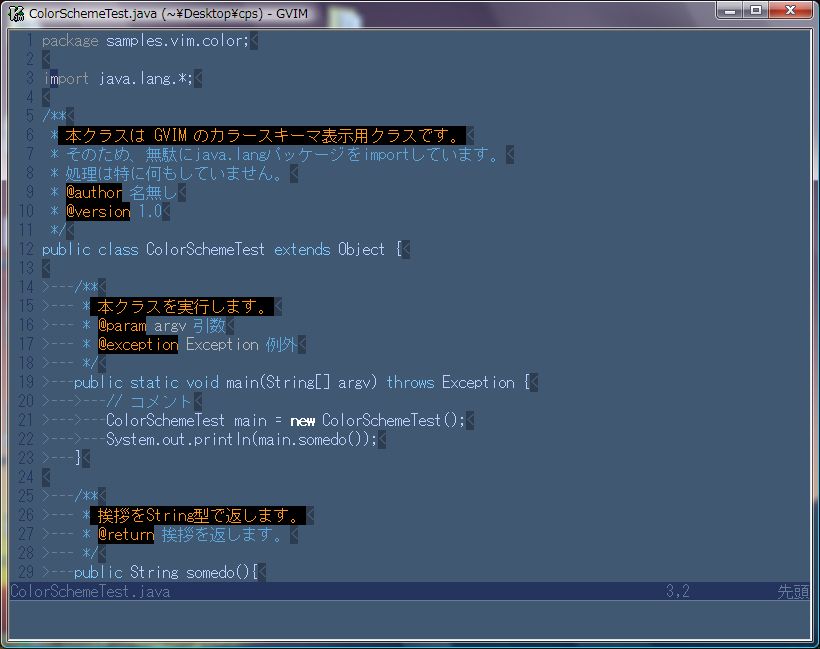 ColorSchemeTest.java (~¥Desktop¥cps) - GVIM
1 package samples.vim.color;<
2 <
3 import java.lang.*;<
4 <
5 /**<
6  * 本クラスは GVIM のカラースキーマ表示用クラスです。<
7  * そのため、無駄にjava.langパッケージをimportしています。<
8  * 処理は特に何もしていません。<
9  * @author 名無し<
10  * @version 1.0<
11  */<
12 public class ColorSchemeTest extends Object {<
13 <
14 >---/**<
15 >--- * 本クラスを実行します。<
16 >--- * @param argv 引数<
17 >--- * @exception Exception 例外<
18 >--- */<
19 >---public static void main(String[] argv) throws Exception {<
20 >--->---// コメント<
21 >--->---ColorSchemeTest main = new ColorSchemeTest();<
22 >--->---System.out.println(main.somedo());<
23 >---}<
24 <
25 >---/**<
26 >--- * 挨拶をString型で返します。<
27 >--- * @return 挨拶を返します。<
28 >--- */<
29 >---public String somedo(){<
ColorSchemeTest.java 3,2 先頭